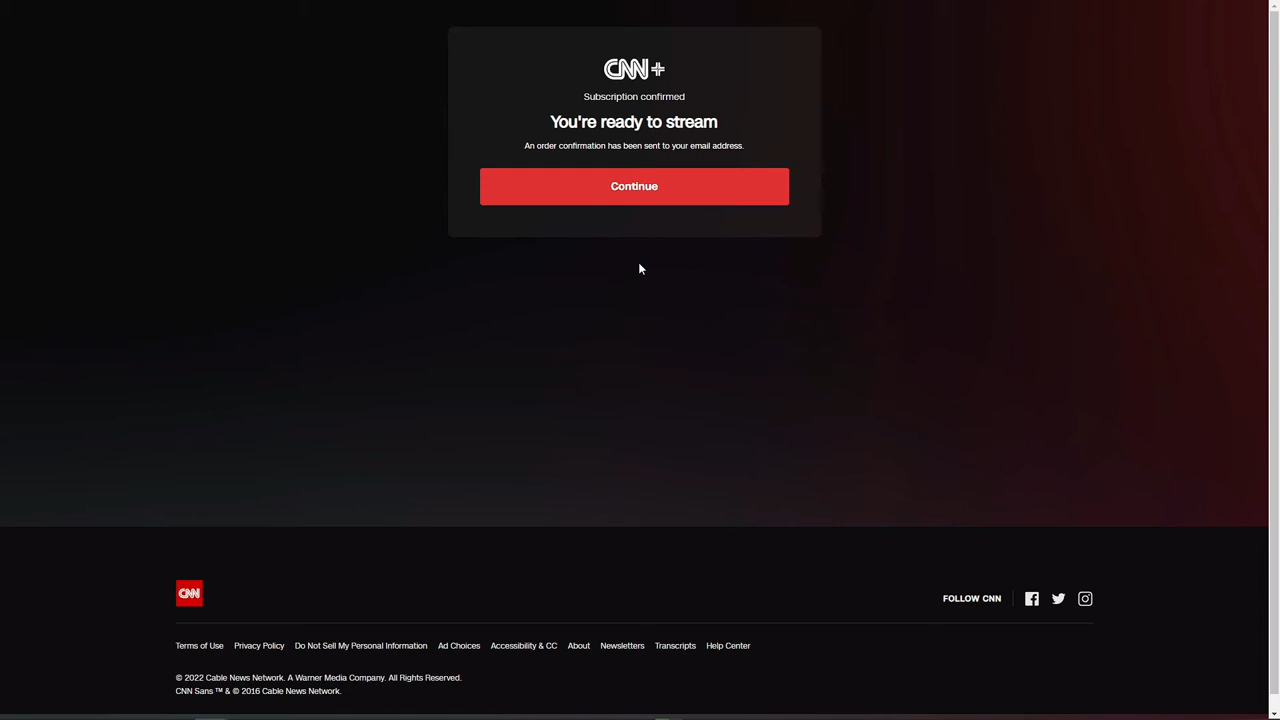 CNN+
Subscription confirmed
You're ready to stream
An order confirmation has been sent to your email address.
Continue
CNN
FOLLOW CNN
Terms of Use Privacy Policy Do Not Sell My Personal Information Ad Choices Accessibility & CC About Newsletters Transcripts Help Center
© 2022 Cable News Network. A Warner Media Company. All Rights Reserved.
CNN Sans ™ & © 2016 Cable News Network.